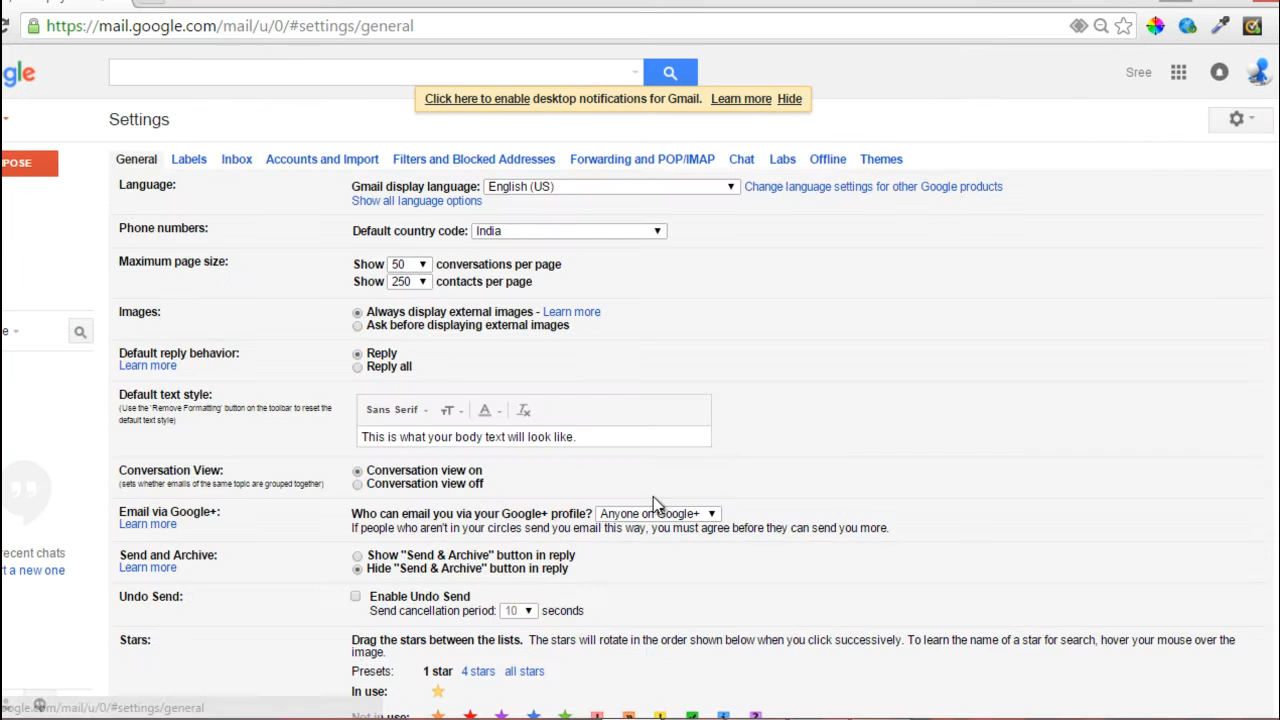 https://mail.google.com/mail/u/0/#settings/general
gle
Sree
Click here to enable desktop notifications for Gmail. Learn more Hide
Settings
POSE
General Labels Inbox Accounts and Import Filters and Blocked Addresses Forwarding and POP/IMAP Chat Labs Offline Themes
Language: Gmail display language: English (US) Change language settings for other Google products
Show all language options
Phone numbers: Default country code: India
Maximum page size: Show 50 conversations per page
Show 250 contacts per page
Images: Always display external images - Learn more
Ask before displaying external images
Default reply behavior: Reply
Learn more Reply all
Default text style:
(Use the 'Remove Formatting' button on the toolbar to reset the
default text style)
Sans Serif
This is what your body text will look like.
Conversation View: Conversation view on
(sets whether emails of the same topic are grouped together) Conversation view off
Email via Google+: Who can email you via your Google+ profile? Anyone on Google+
Learn more If people who aren't in your circles send you email this way, you must agree before they can send you more.
recent chats
t a new one
Send and Archive: Show "Send & Archive" button in reply
Learn more Hide "Send & Archive" button in reply
Undo Send: Enable Undo Send
Send cancellation period: 10 seconds
Stars: Drag the stars between the lists. The stars will rotate in the order shown below when you click successively. To learn the name of a star for search, hover your mouse over the
image.
Presets: 1 star 4 stars all stars
In use:
Not in use:
oogle.com/mail/u/0/#settings/general